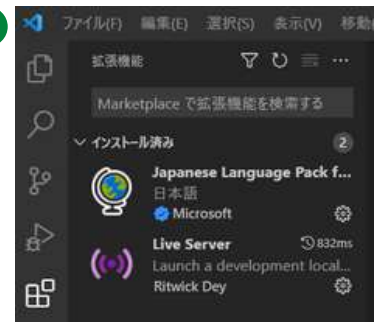 ファイル(F) 編集(E) 選択(S) 表示(V) 移動
拡張機能
Marketplace で拡張機能を検索する
インストール済み 2
Japanese Language Pack f...
日本語
Microsoft
Live Server 832ms
Launch a development local...
Ritwick Dey